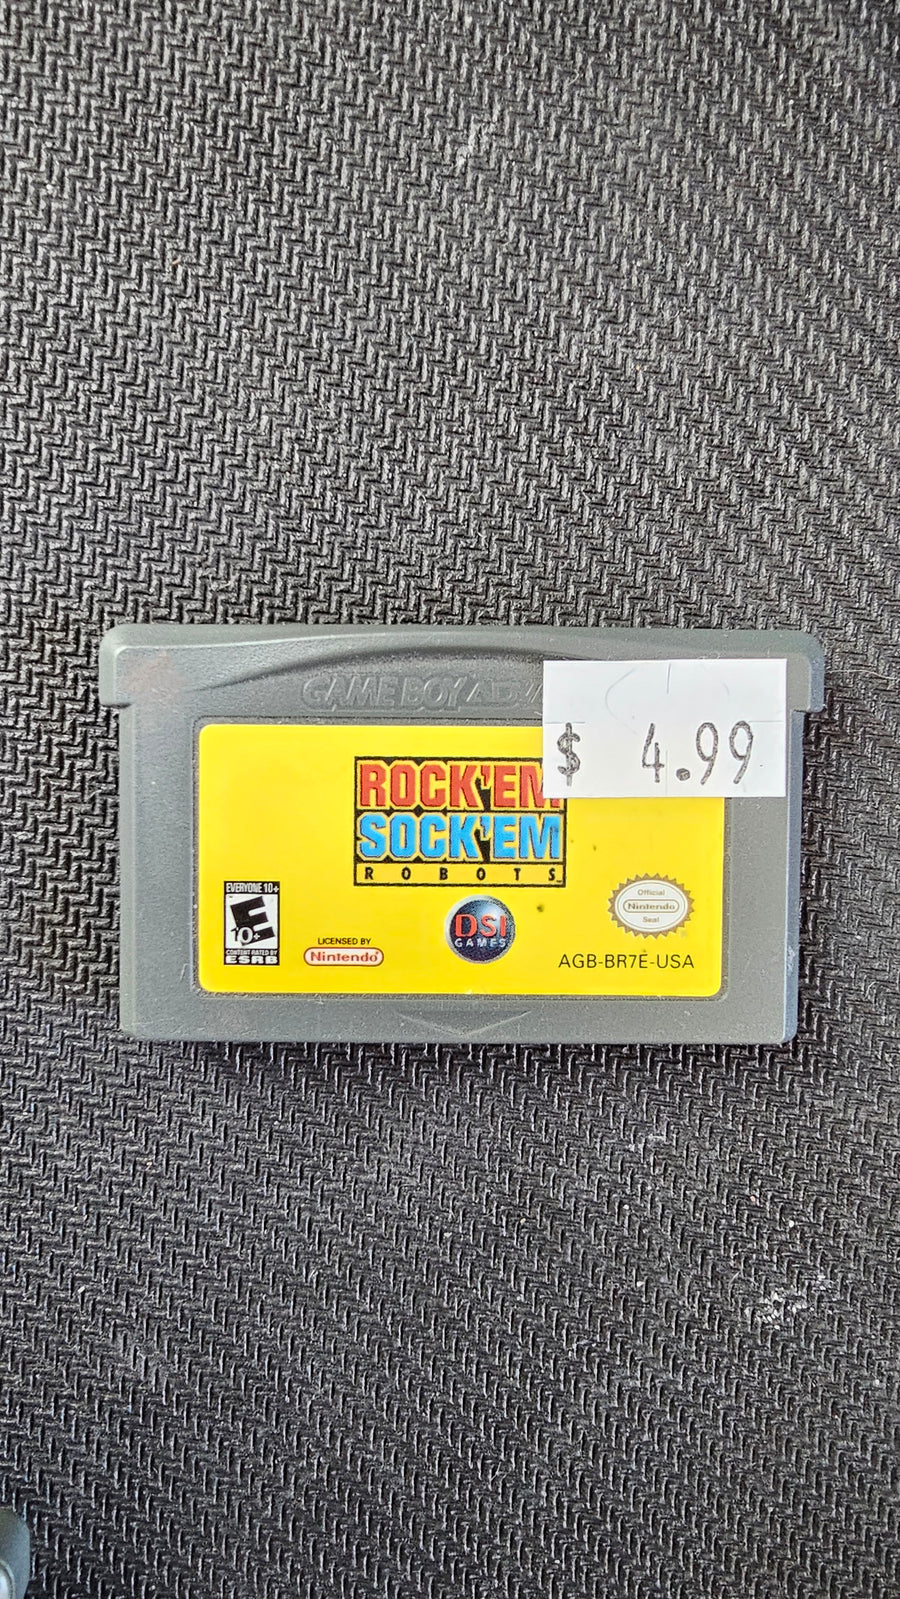 GAME BOY ADVA
$ 4.99
ROCK'EM
SOCK'EM
ROBOTS
EVERYONE 10+
E
10+
CONTENT RATED BY
ESRB
LICENSED BY
Nintendo
DSI
GAMES
Official
Nintendo
Seal
AGB-BR7E-USA